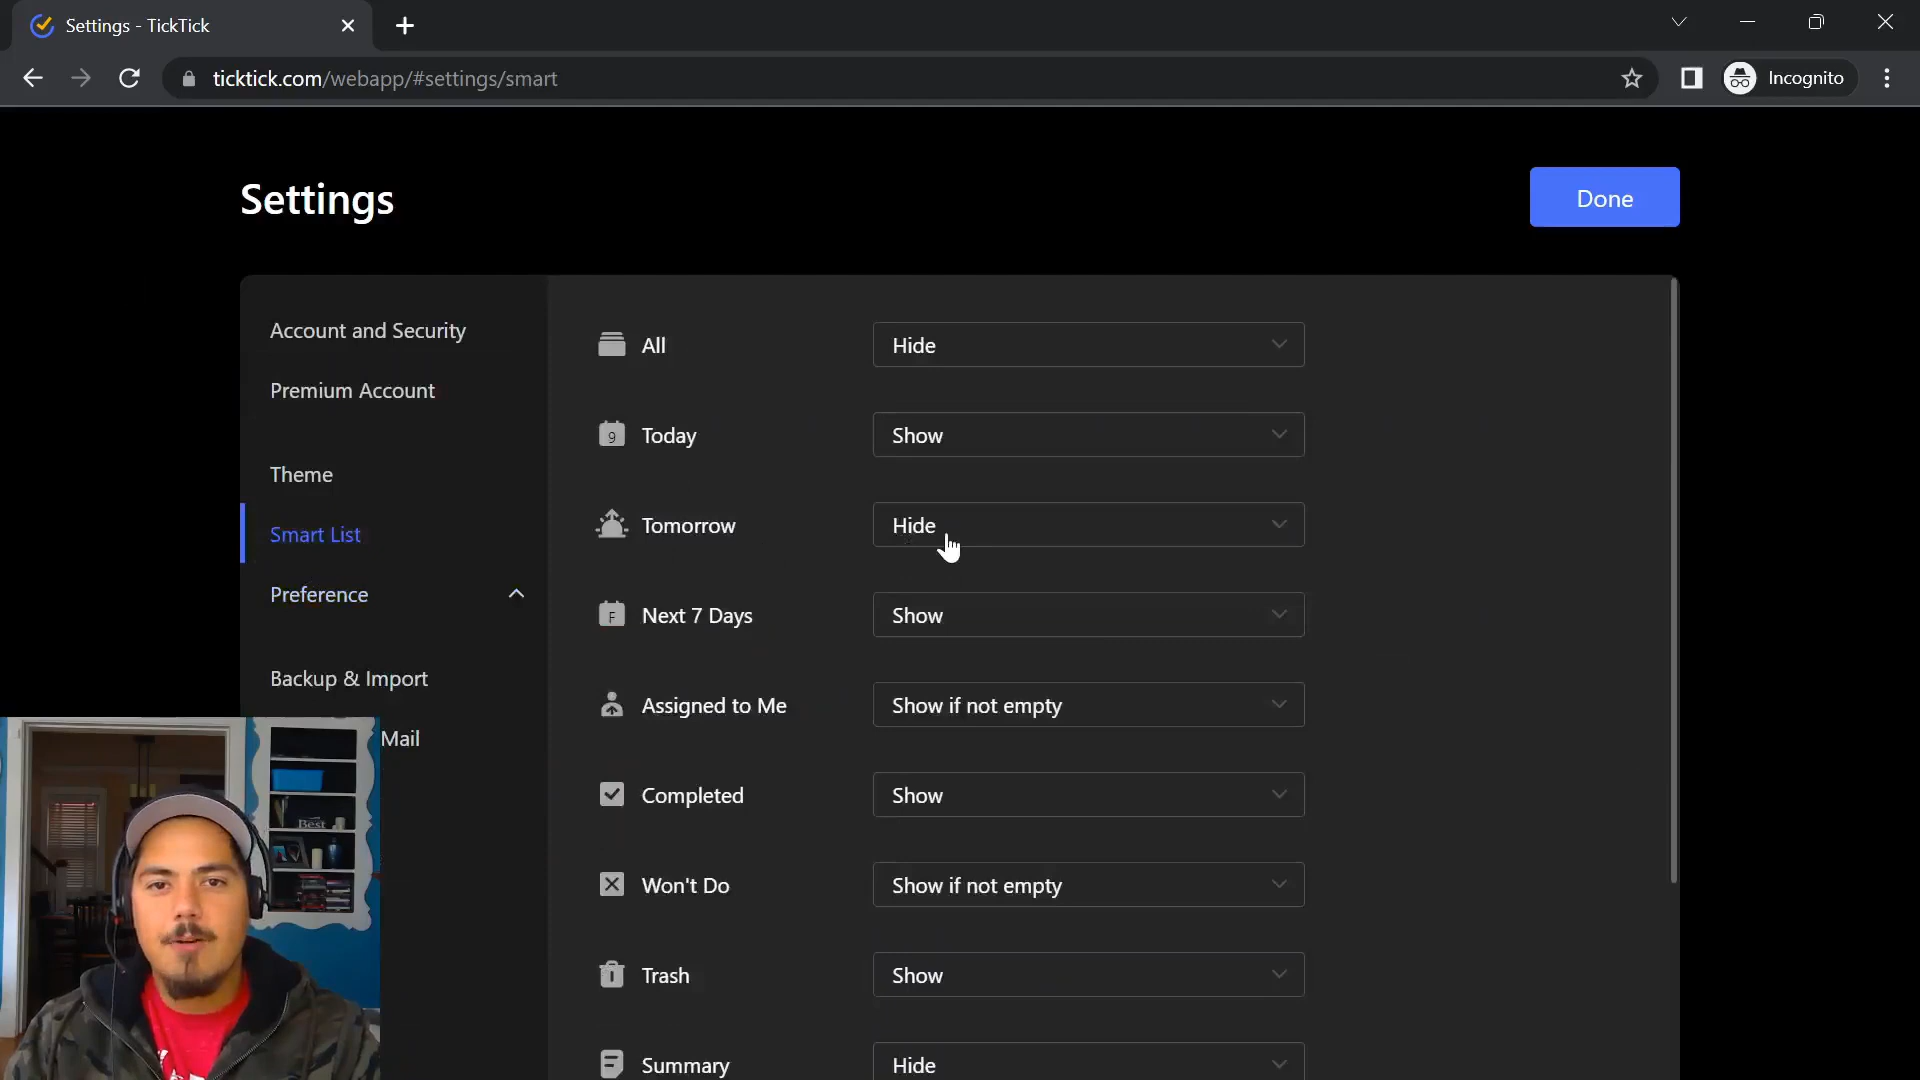 Settings - TickTick
ticktick.com/webapp/#settings/smart
Incognito
Settings
Done
Account and Security
Premium Account
Theme
Smart List
Preference
Backup & Import
Mail
All
Hide
Today
Show
Tomorrow
Hide
Next 7 Days
Show
Assigned to Me
Show if not empty
Completed
Show
Won't Do
Show if not empty
Trash
Show
Summary
Hide
9
F
Best